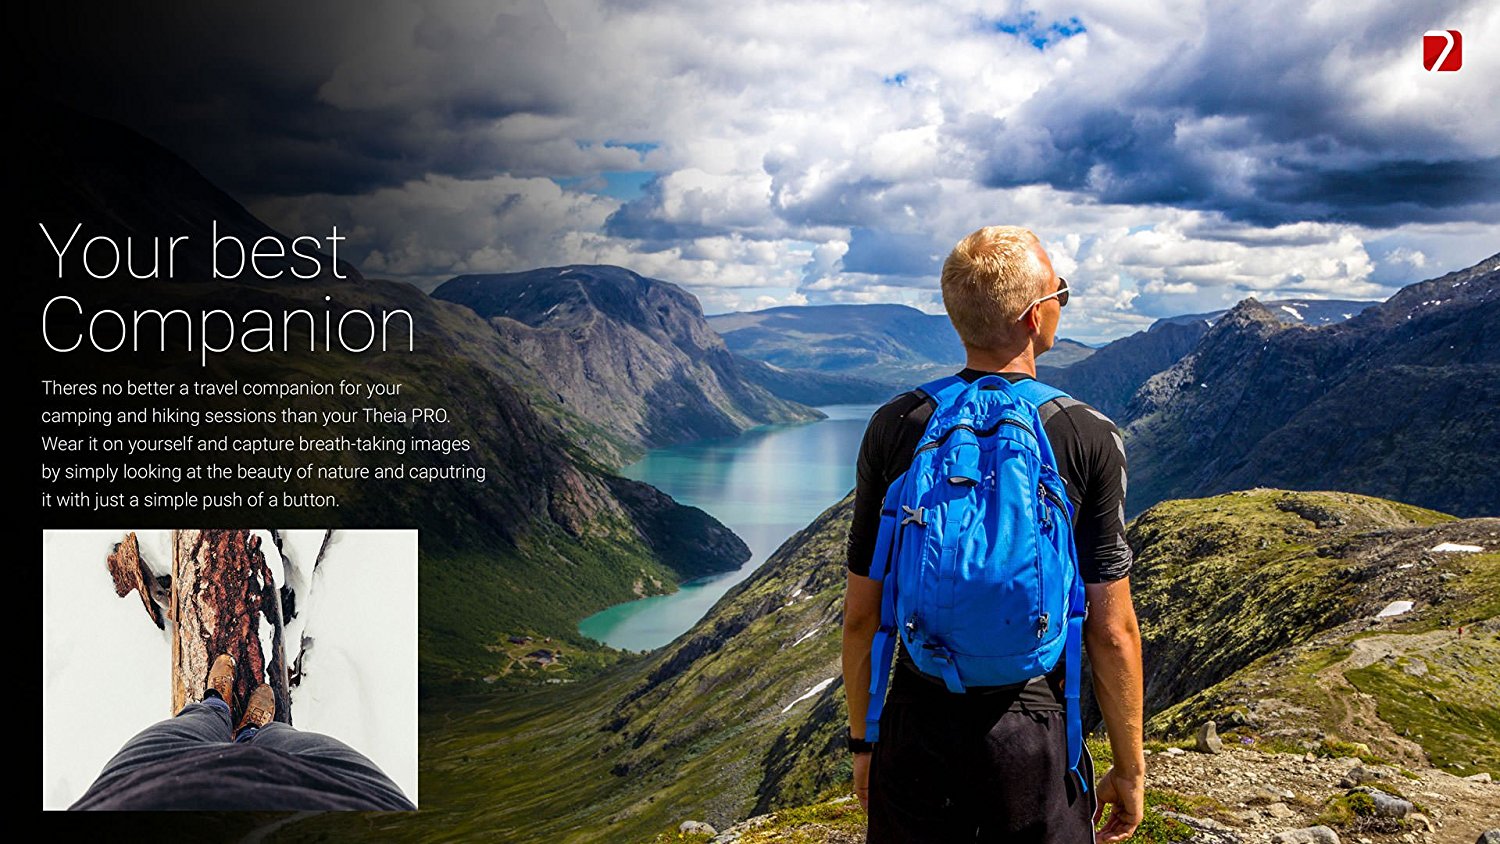 Your best
Companion
Theres no better a travel companion for your
camping and hiking sessions than your Theia PRO.
Wear it on yourself and capture breath-taking images
by simply looking at the beauty of nature and caputring
it with just a simple push of a button.